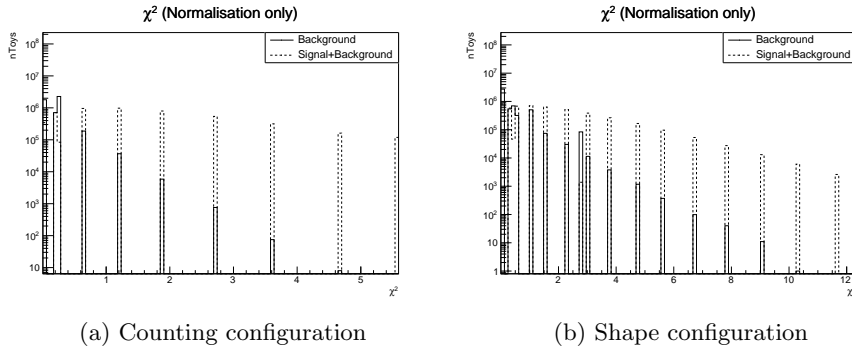 χ² (Normalisation only)
nToys
Background
Signal+Background
10⁸
10⁷
10⁶
10⁵
10⁴
10³
10²
10
1
2
3
4
5
χ²
(a) Counting configuration
χ² (Normalisation only)
nToys
Background
Signal+Background
10⁸
10⁷
10⁶
10⁵
10⁴
10³
10²
10
1
2
4
6
8
10
12
χ
(b) Shape configuration